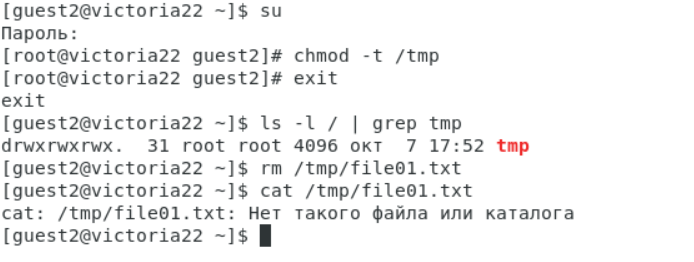 [guest2@victoria22 ~]$ su
Пароль:
[root@victoria22 guest2]# chmod -t /tmp
[root@victoria22 guest2]# exit
exit
[guest2@victoria22 ~]$ ls -l / | grep tmp
drwxrwxrwx.  31 root root 4096 окт  7 17:52 tmp
[guest2@victoria22 ~]$ rm /tmp/file01.txt
[guest2@victoria22 ~]$ cat /tmp/file01.txt
cat: /tmp/file01.txt: Нет такого файла или каталога
[guest2@victoria22 ~]$